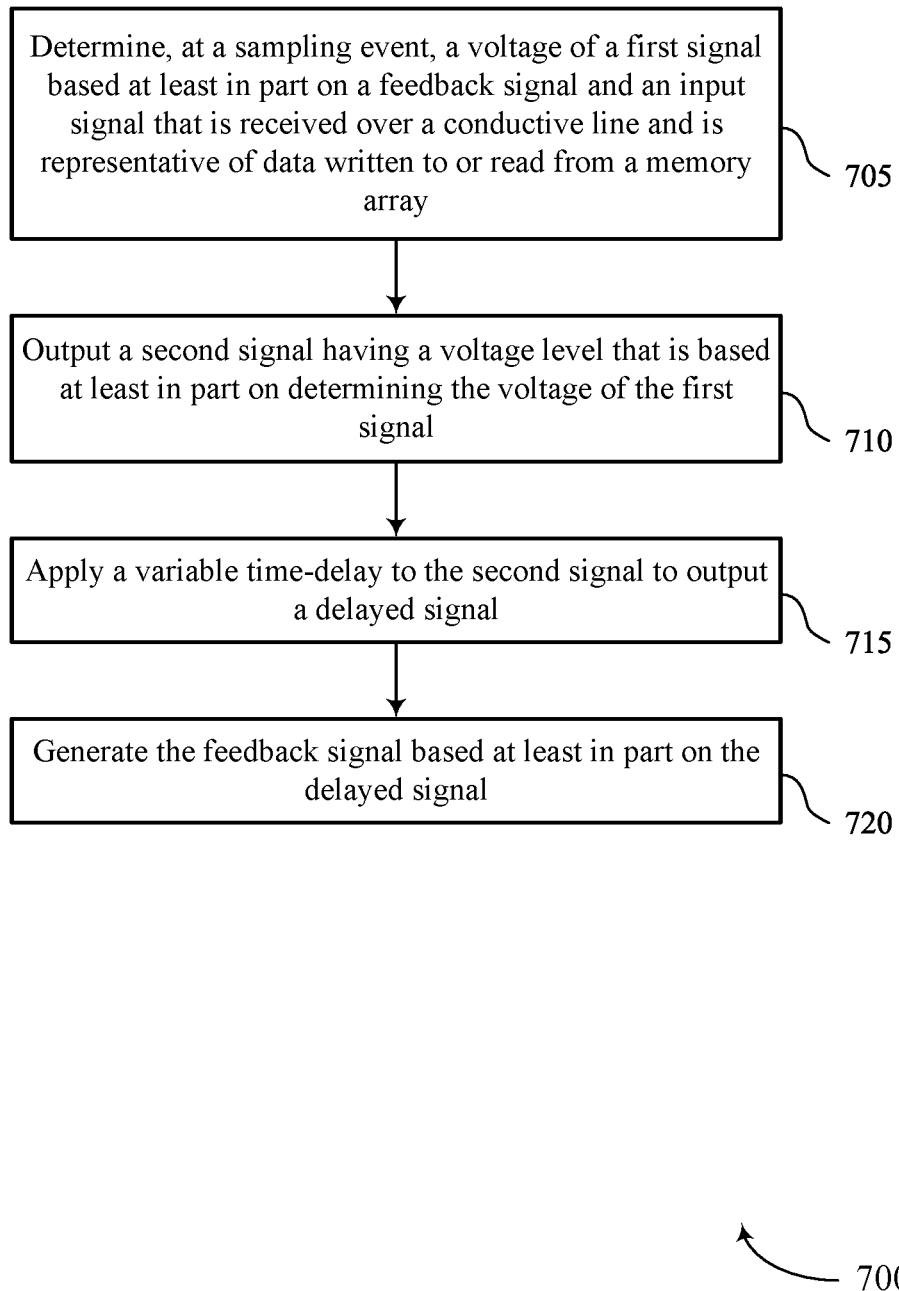 Determine, at a sampling event, a voltage of a first signal
based at least in part on a feedback signal and an input
signal that is received over a conductive line and is
representative of data written to or read from a memory
array
705
Output a second signal having a voltage level that is based
at least in part on determining the voltage of the first
signal
710
Apply a variable time-delay to the second signal to output
a delayed signal
715
Generate the feedback signal based at least in part on the
delayed signal
720
700